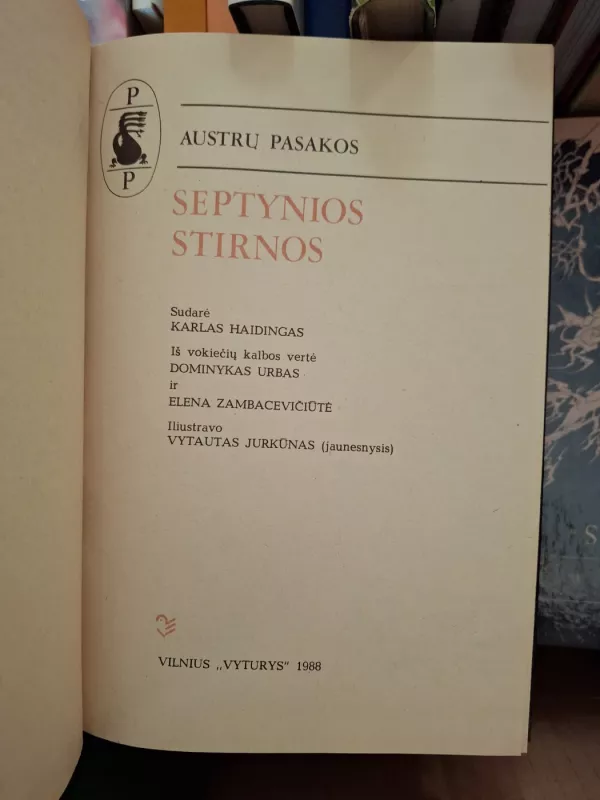 P
P
AUSTRŲ PASAKOS
SEPTYNIOS
STIRNOS
Sudarė
KARLAS HAIDINGAS
Iš vokiečių kalbos vertė
DOMINYKAS URBAS
ir
ELENA ZAMBACEVIČIŪTĖ
Iliustravo
VYTAUTAS JURKŪNAS (jaunesnysis)
VILNIUS „VYTURYS" 1988
S